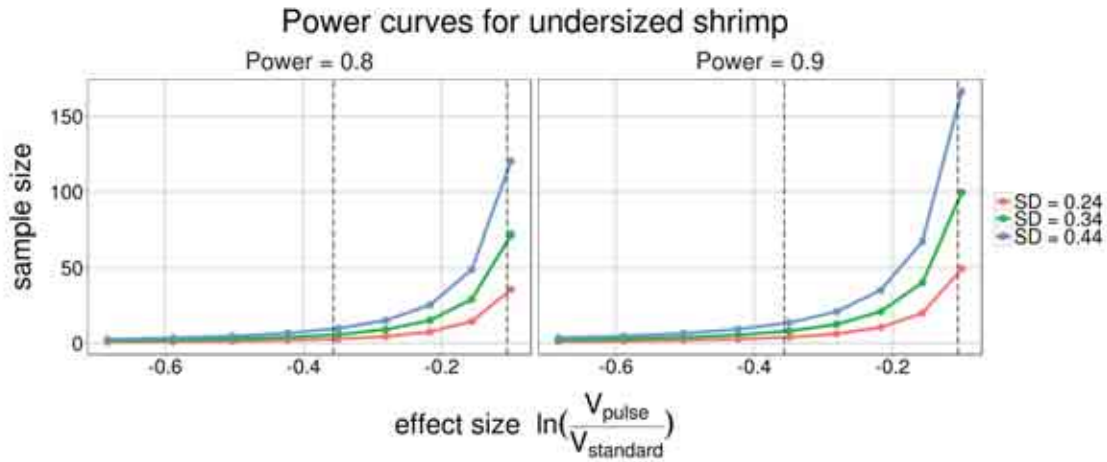 Power curves for undersized shrimp
Power = 0.8
Power = 0.9
sample size
150
100
50
0
-0.6
-0.4
-0.2
-0.6
-0.4
-0.2
SD = 0.24
SD = 0.34
SD = 0.44
effect size ln(V_pulse/V_standard)